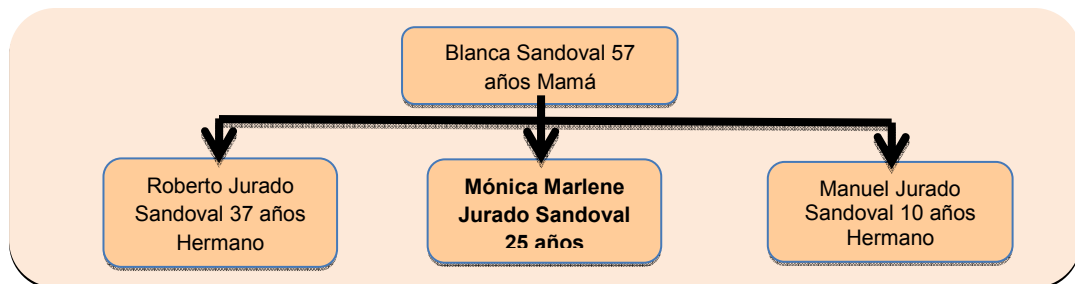 Blanca Sandoval 57
años Mamá
Roberto Jurado
Sandoval 37 años
Hermano
Mónica Marlene
Jurado Sandoval
25 años
Manuel Jurado
Sandoval 10 años
Hermano